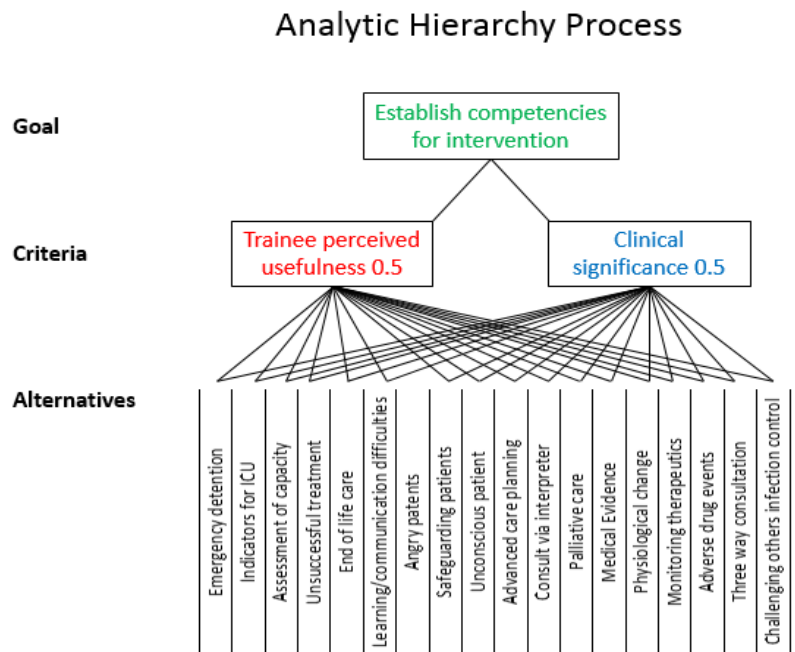 Analytic Hierarchy Process
Goal
Establish competencies
for intervention
Criteria
Trainee perceived
usefulness 0.5
Clinical
significance 0.5
Alternatives
Emergency detention
Indicators for ICU
Assessment of capacity
Unsuccessful treatment
End of life care
Learning/communication difficulties
Angry patents
Safeguarding patients
Unconscious patient
Advanced care planning
Consult via interpreter
Palliative care
Medical Evidence
Physiological change
Monitoring therapeutics
Adverse drug events
Three way consultation
Challenging others infection control